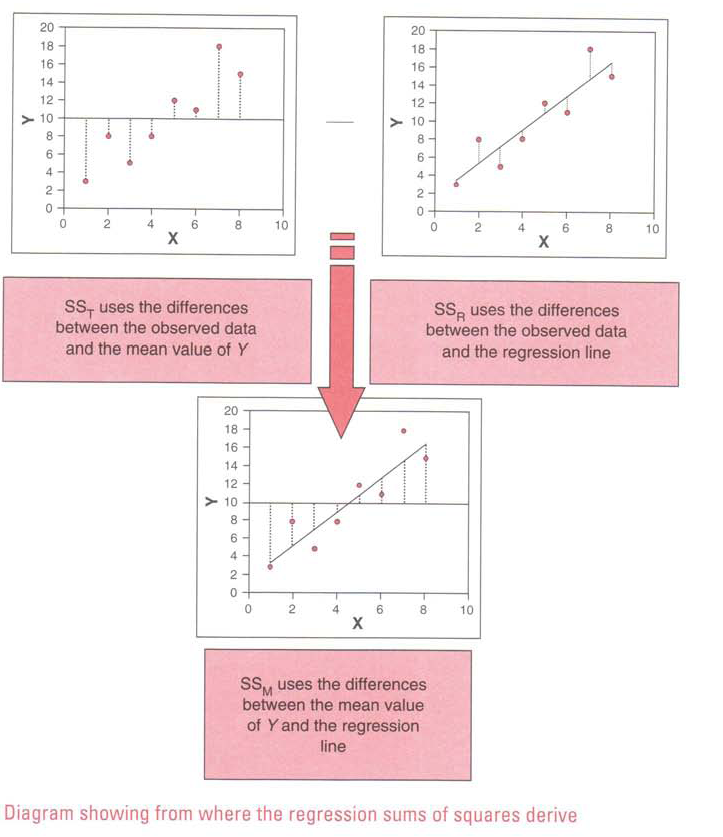 20
18
16
14
12
10
8
6
4
2
0
Y
0 2 4 6 8 10
X
—
20
18
16
14
12
10
8
6
4
2
0
Y
0 2 4 6 8 10
X
SST uses the differences
between the observed data
and the mean value of Y
SSR uses the differences
between the observed data
and the regression line
20
18
16
14
12
10
8
6
4
2
0
Y
0 2 4 6 8 10
X
SSM uses the differences
between the mean value
of Y and the regression
line
Diagram showing from where the regression sums of squares derive